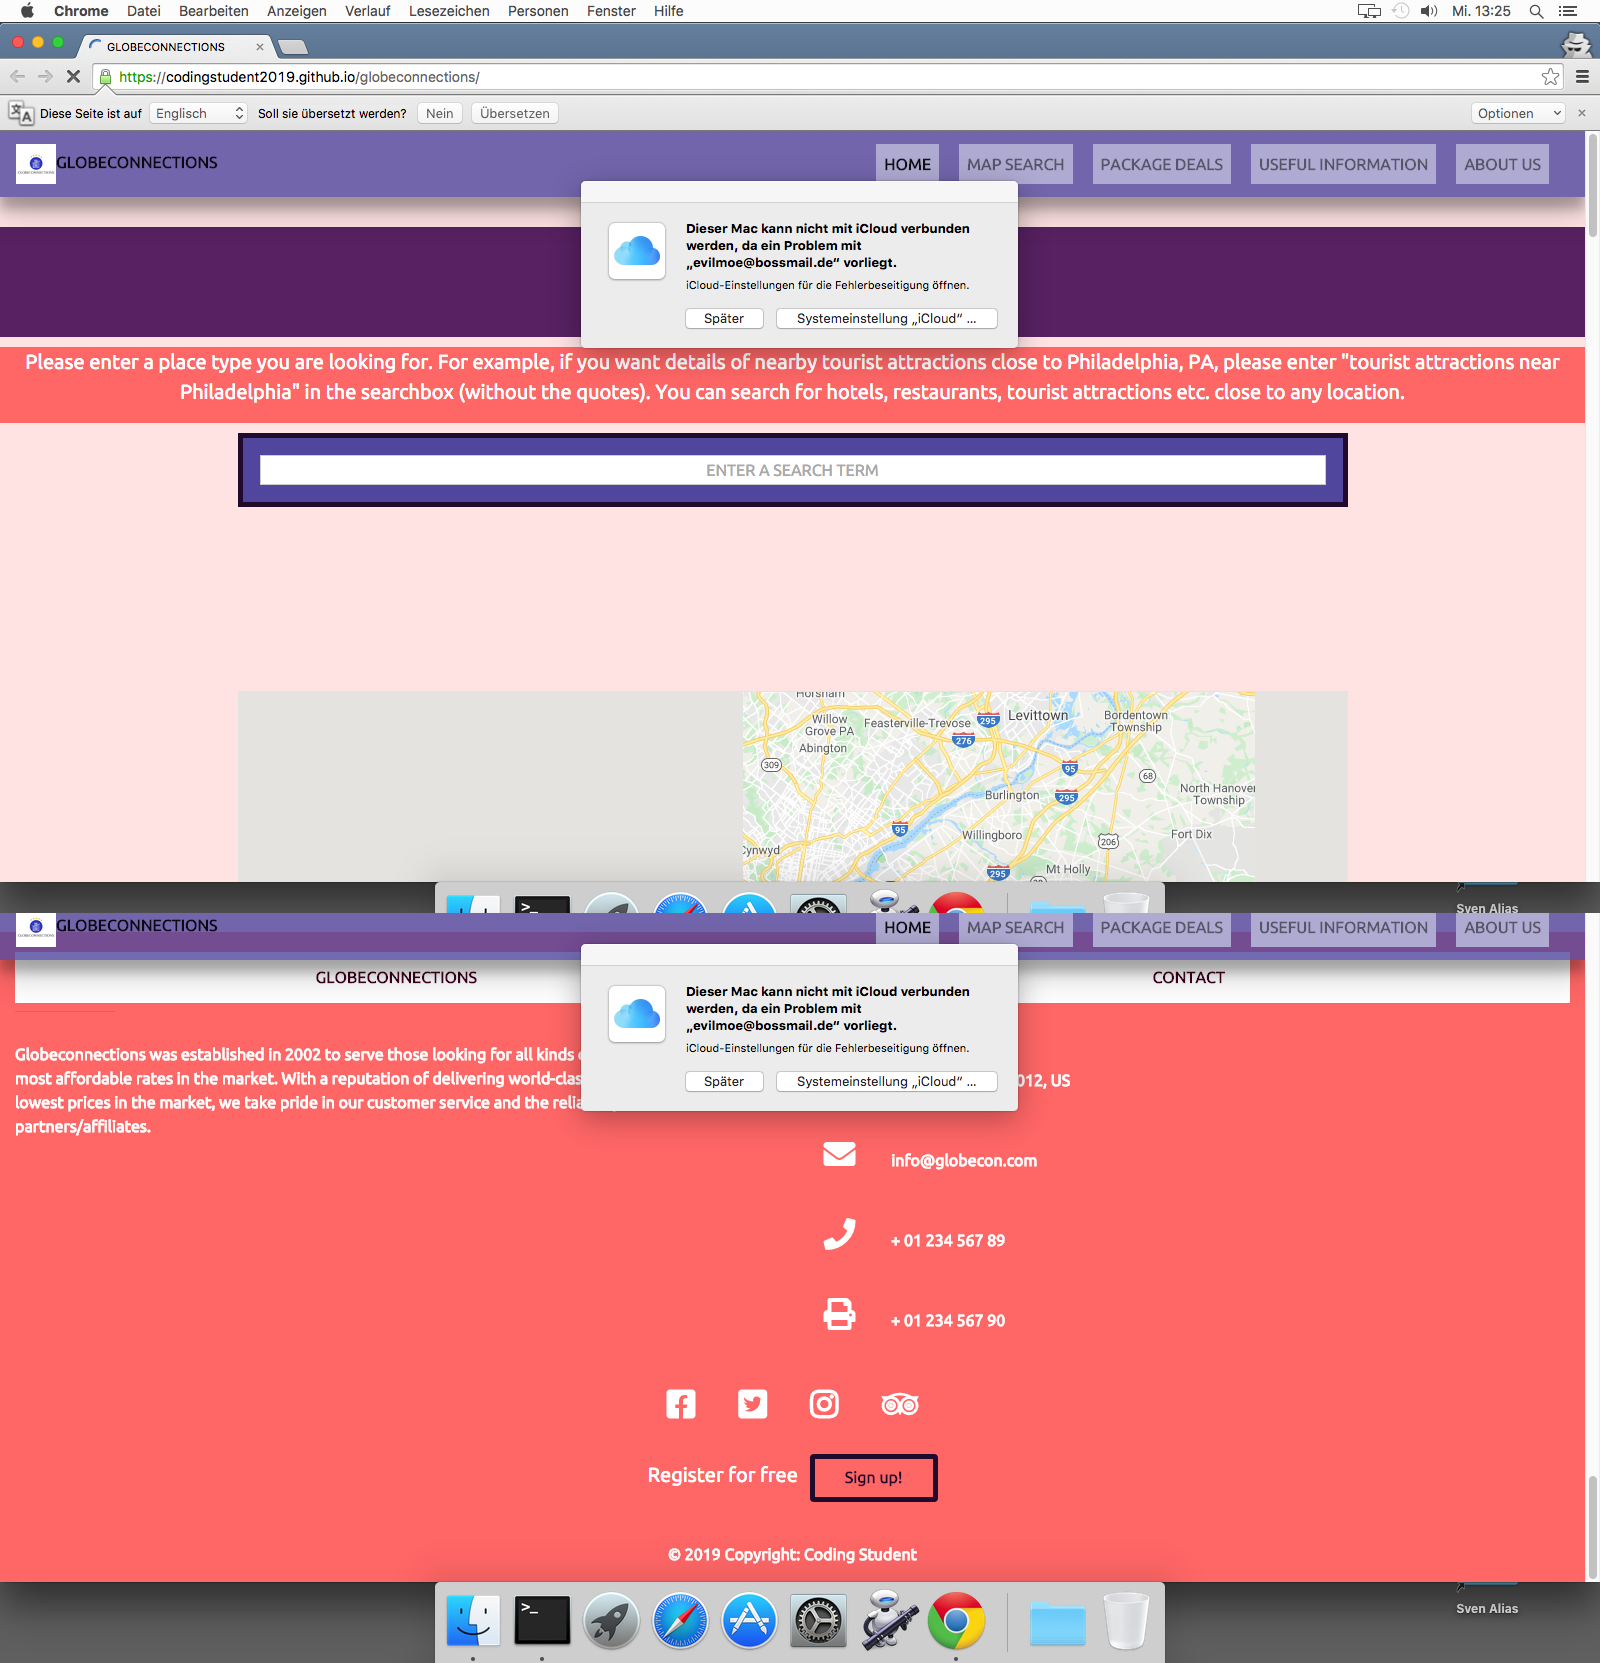 Chrome Datei Bearbeiten Anzeigen Verlauf Lesezeichen Personen Fenster Hilfe Mi. 13:25
GLOBECONNECTIONS
https://codingstudent2019.github.io/globeconnections/
Diese Seite ist auf Englisch Soll sie übersetzt werden? Nein Übersetzen Optionen
GLOBECONNECTIONS HOME MAP SEARCH PACKAGE DEALS USEFUL INFORMATION ABOUT US
Dieser Mac kann nicht mit iCloud verbunden
werden, da ein Problem mit
„evilmoe@bossmail.de“ vorliegt.
iCloud-Einstellungen für die Fehlerbeseitigung öffnen.
Später Systemeinstellung „iCloud“ ...
Please enter a place type you are looking for. For example, if you want details of nearby tourist attractions close to Philadelphia, PA, please enter "tourist attractions near
Philadelphia" in the searchbox (without the quotes). You can search for hotels, restaurants, tourist attractions etc. close to any location.
ENTER A SEARCH TERM
Horsham
Willow
Grove PA
Feasterville-Trevose
295
Levittown
Bordentown
Township
276
Abington
309
95
68
North Hanover
Township
Burlington
295
95
Willingboro
206
Fort Dix
Cynwyd
295
Mt Holly
Sven Alias
GLOBECONNECTIONS HOME MAP SEARCH PACKAGE DEALS USEFUL INFORMATION ABOUT US
GLOBECONNECTIONS CONTACT
Dieser Mac kann nicht mit iCloud verbunden
werden, da ein Problem mit
„evilmoe@bossmail.de“ vorliegt.
iCloud-Einstellungen für die Fehlerbeseitigung öffnen.
Später Systemeinstellung „iCloud“ ...
Globeconnections was established in 2002 to serve those looking for all kinds
most affordable rates in the market. With a reputation of delivering world-clas
lowest prices in the market, we take pride in our customer service and the relia
partners/affiliates.
012, US
info@globecon.com
+ 01 234 567 89
+ 01 234 567 90
Register for free Sign up!
© 2019 Copyright: Coding Student
Sven Alias